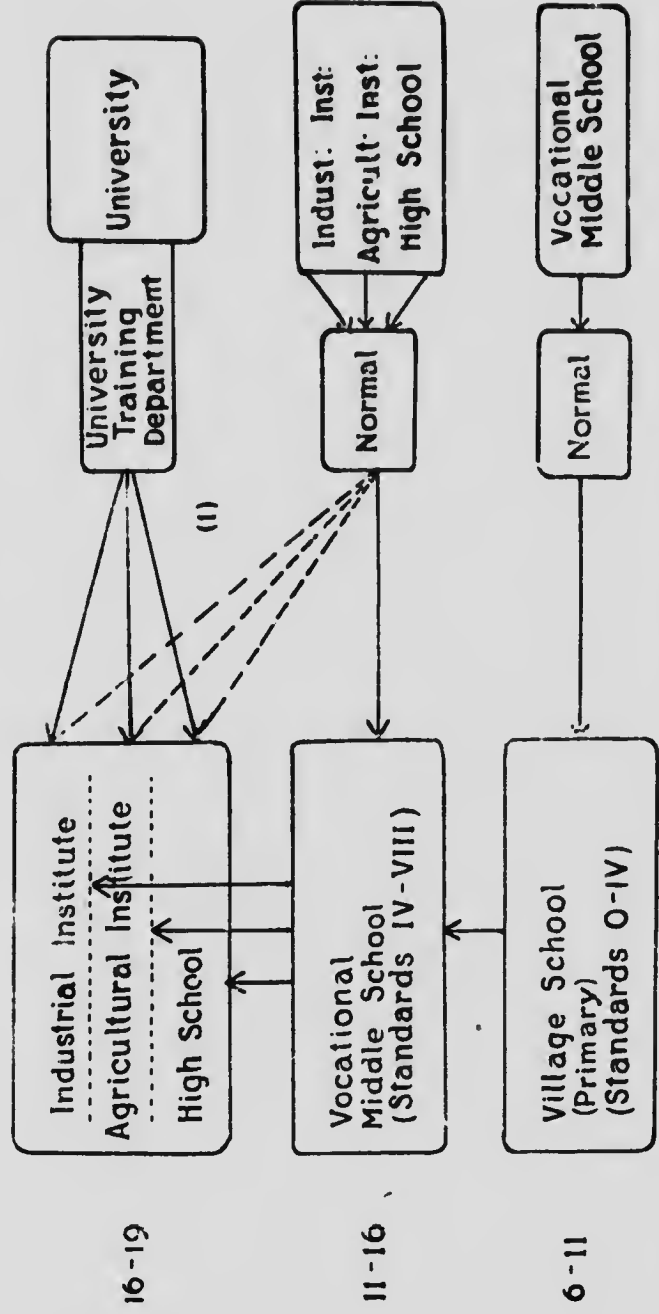 16-19
Industrial Institute
Agricultural Institute
High School
(1)
University
Training
Department
University
11-16
Vocational
Middle School
(Standards IV-VIII)
Normal
Indust: Inst:
Agricult· Inst:
High School
6-11
Village School
(Primary)
(Standards O-IV)
Normal
Vocational
Middle School